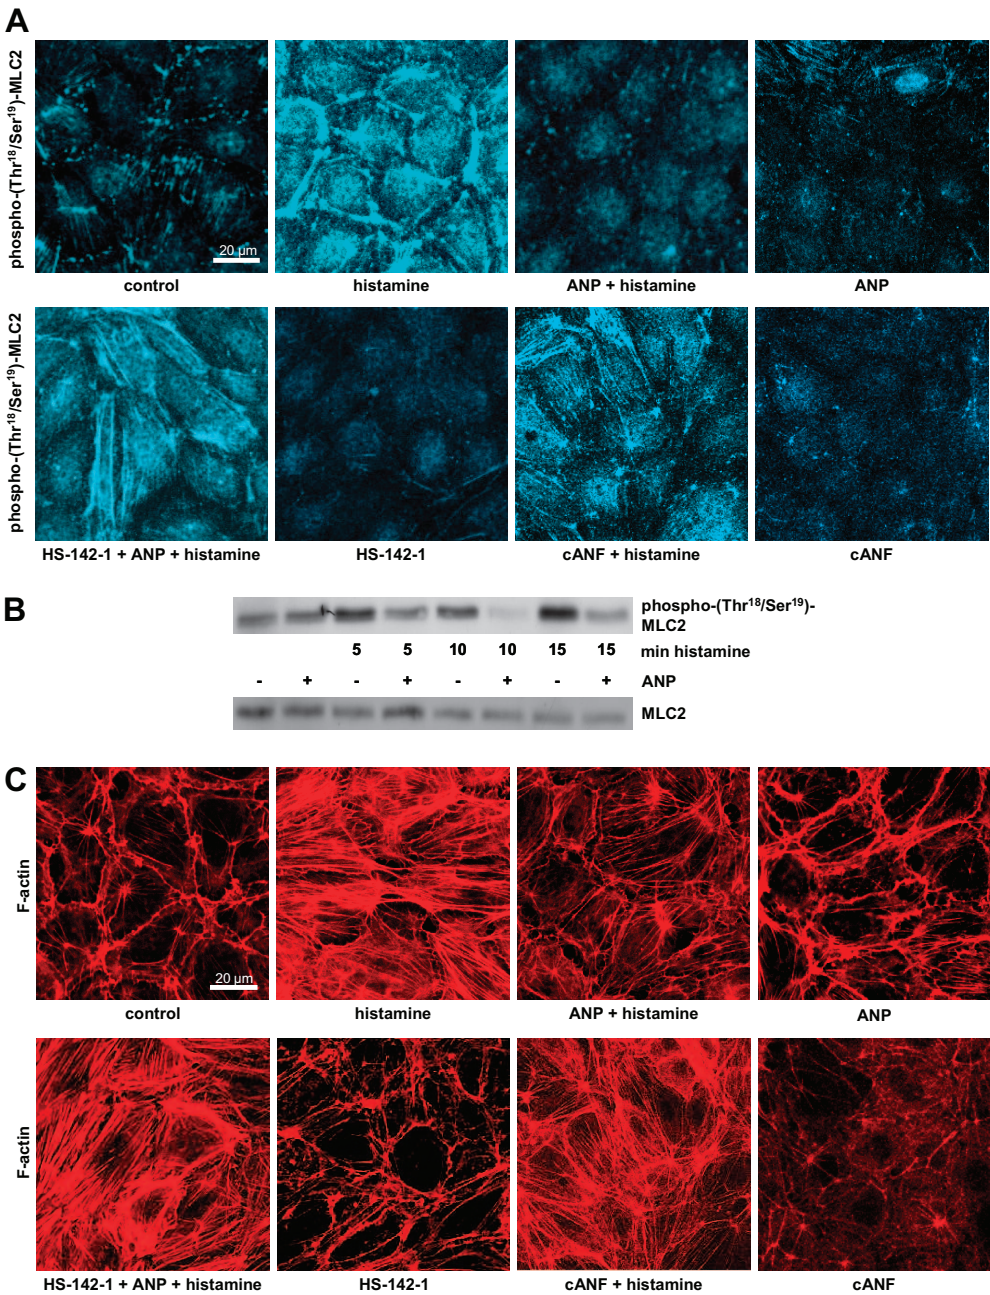 A
phospho-(Thr18/Ser19)-MLC2
20 µm
control
histamine
ANP + histamine
ANP
phospho-(Thr18/Ser19)-MLC2
HS-142-1 + ANP + histamine
HS-142-1
cANF + histamine
cANF
B
phospho-(Thr18/Ser19)-
MLC2
5 5 10 10 15 15 min histamine
- + - + - + - + ANP
MLC2
C
F-actin
20 µm
control
histamine
ANP + histamine
ANP
F-actin
HS-142-1 + ANP + histamine
HS-142-1
cANF + histamine
cANF